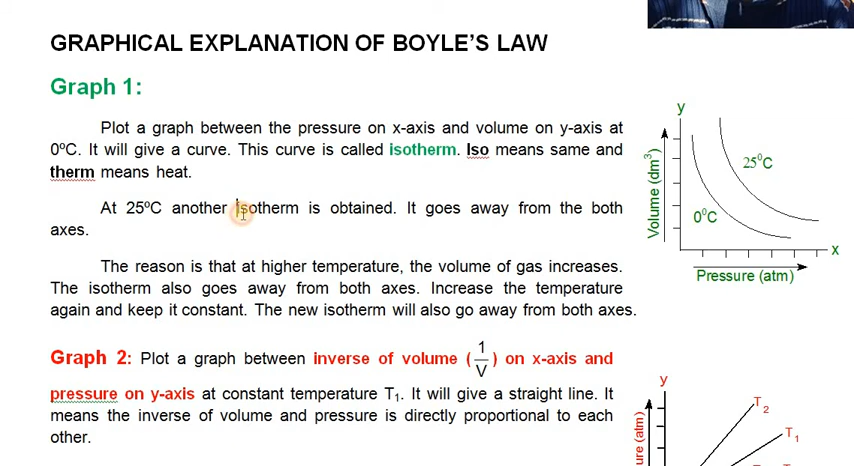 GRAPHICAL EXPLANATION OF BOYLE'S LAW
Graph 1:
Plot a graph between the pressure on x-axis and volume on y-axis at
0⁰C. It will give a curve. This curve is called isotherm. Iso means same and
therm means heat.
At 25⁰C another isotherm is obtained. It goes away from the both
axes.
The reason is that at higher temperature, the volume of gas increases.
The isotherm also goes away from both axes. Increase the temperature
again and keep it constant. The new isotherm will also go away from both axes.
Graph 2: Plot a graph between inverse of volume (1/V) on x-axis and
pressure on y-axis at constant temperature T₁. It will give a straight line. It
means the inverse of volume and pressure is directly proportional to each
other.
y
Volume (dm³)
25⁰C
0⁰C
x
Pressure (atm)
y
T₂
T₁
(atm)